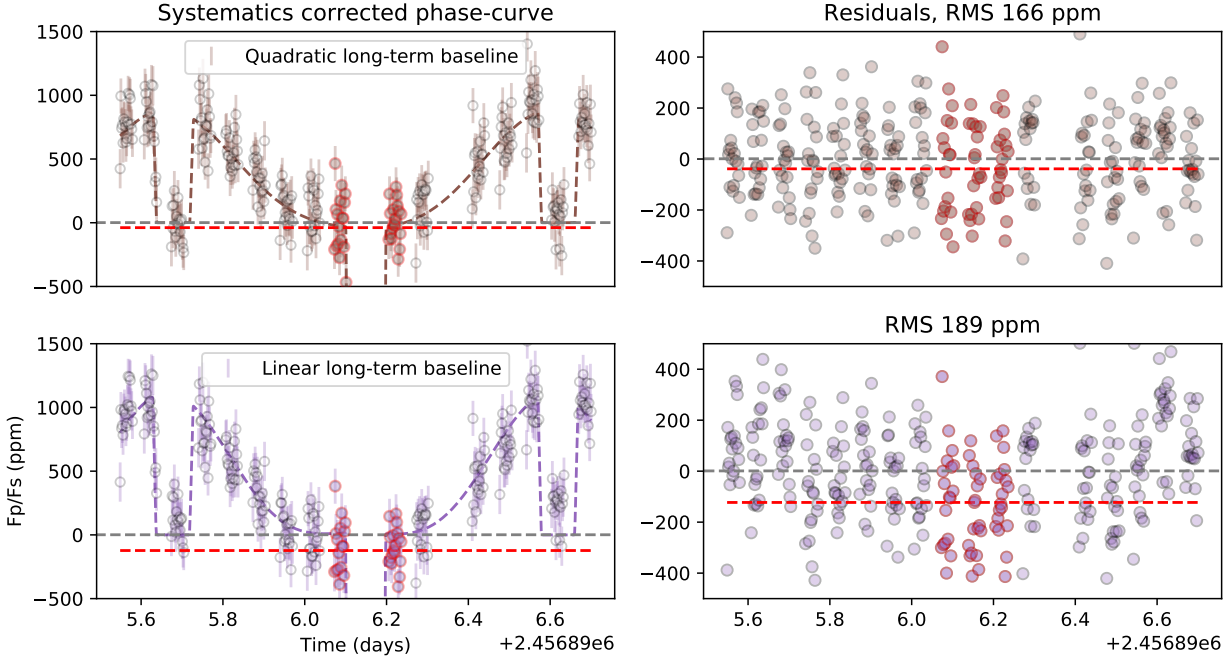 Systematics corrected phase-curve
Residuals, RMS 166 ppm
1500
1000
500
0
−500
Quadratic long-term baseline
400
200
0
−200
−400
RMS 189 ppm
1500
1000
500
0
−500
Linear long-term baseline
Fp/Fs (ppm)
400
200
0
−200
−400
5.6 5.8 6.0 6.2 6.4 6.6
Time (days)
+2.45689e6
5.6 5.8 6.0 6.2 6.4 6.6
+2.45689e6